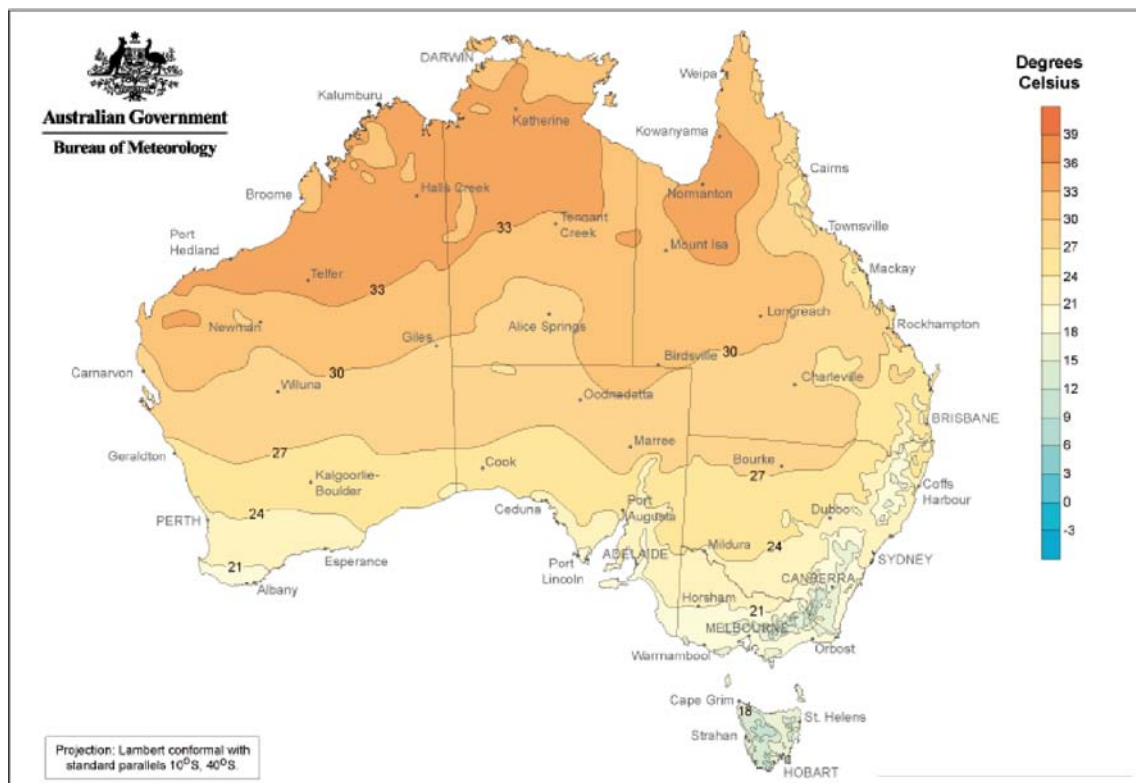 Australian Government
Bureau of Meteorology
Degrees
Celsius
39
36
33
30
27
24
21
18
15
12
9
6
3
0
-3
DARWIN
Weipa
Kalumburu
Katherine
Kowanyama
Cairns
Broome
Halls Creek
Normanton
Tennant
Creek
33
Townsville
Port
Hedland
Mount Isa
Telfer
33
Mackay
Newman
Alice Springs
Longreach
Rockhampton
Giles
Birdsville
30
Carnarvon
30
Wiluna
Oodnadatta
Charleville
BRISBANE
Geraldton
27
Marree
Cook
Bourke
27
Kalgoorlie-
Boulder
Coffs
Harbour
PERTH
24
Ceduna
Port
Augusta
Dubbo
Mildura
24
21
Esperance
ADELAIDE
SYDNEY
Port
Lincoln
Albany
CANBERRA
Horsham
21
MELBOURNE
Warrnambool
Orbost
Cape Grim
18
St. Helens
Strahan
HOBART
Projection: Lambert conformal with
standard parallels 10°S, 40°S.